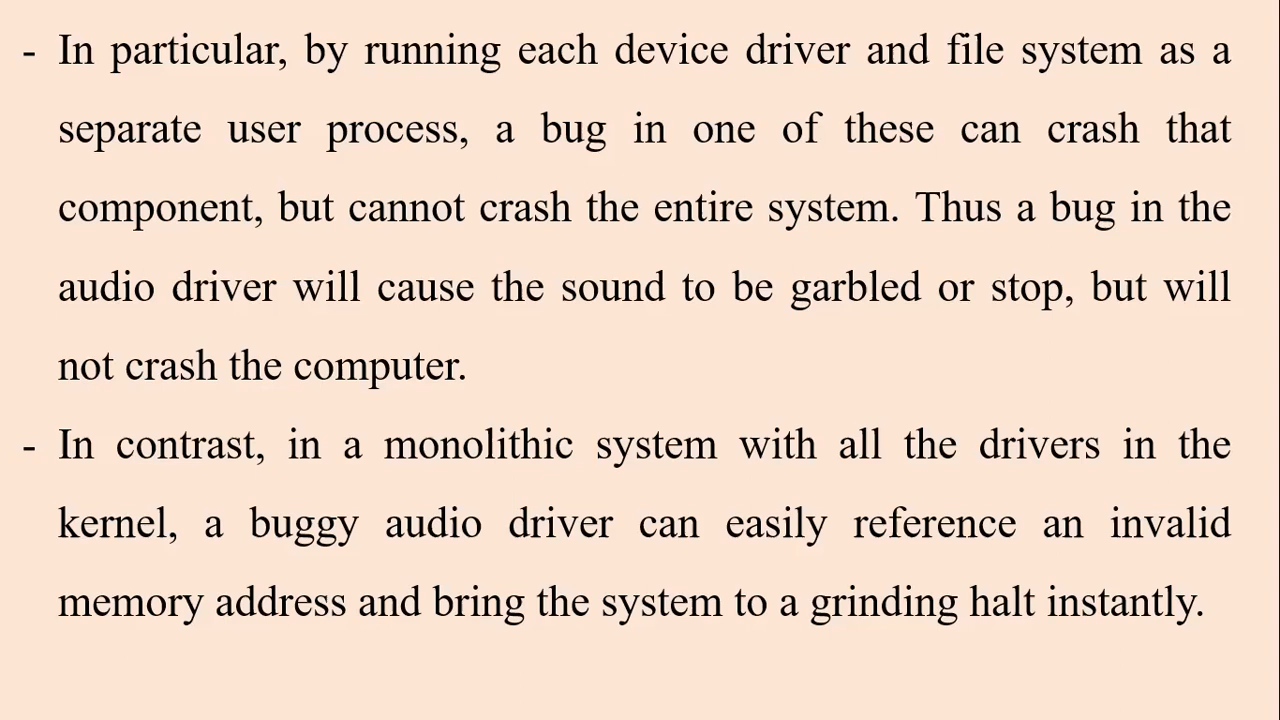 - In particular, by running each device driver and file system as a
separate user process, a bug in one of these can crash that
component, but cannot crash the entire system. Thus a bug in the
audio driver will cause the sound to be garbled or stop, but will
not crash the computer.
- In contrast, in a monolithic system with all the drivers in the
kernel, a buggy audio driver can easily reference an invalid
memory address and bring the system to a grinding halt instantly.